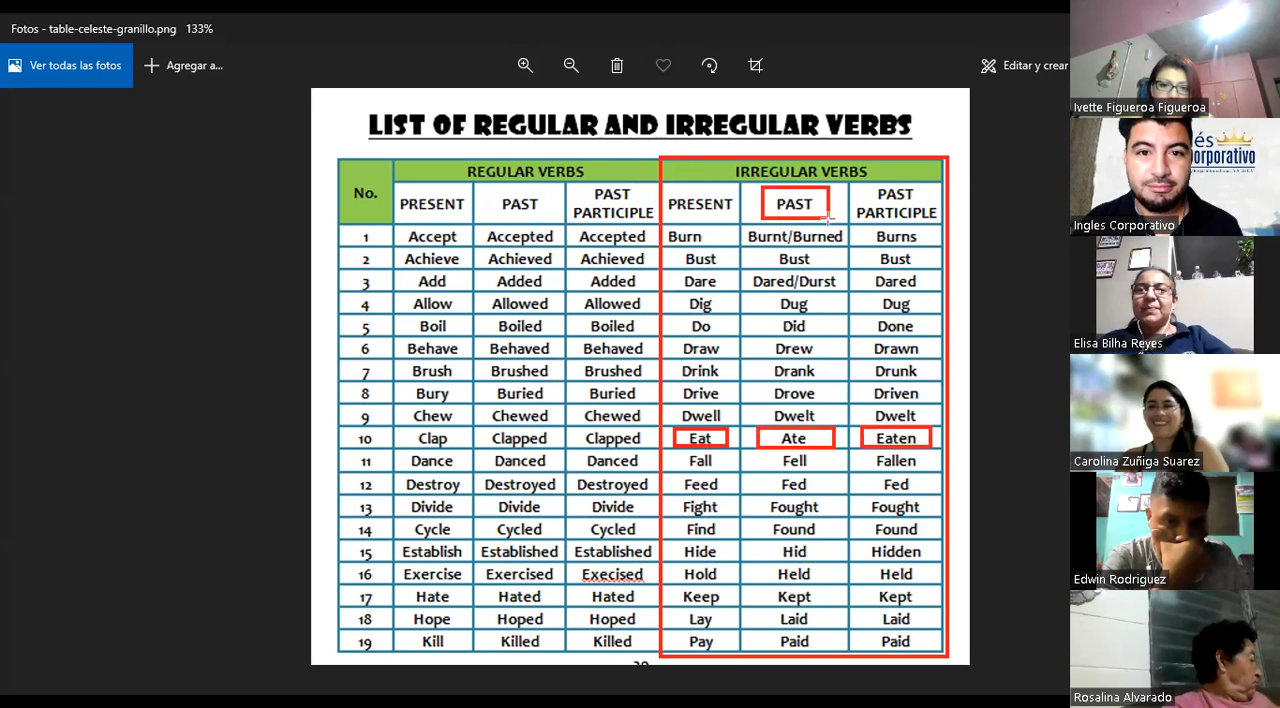 Fotos - table-celeste-granillo.png 133%
Ver todas las fotos Agregar a... Editar y crear
LIST OF REGULAR AND IRREGULAR VERBS
No. REGULAR VERBS IRREGULAR VERBS
PRESENT PAST PAST PARTICIPLE PRESENT PAST PAST PARTICIPLE
1 Accept Accepted Accepted Burn Burnt/Burned Burns
2 Achieve Achieved Achieved Bust Bust Bust
3 Add Added Added Dare Dared/Durst Dared
4 Allow Allowed Allowed Dig Dug Dug
5 Boil Boiled Boiled Do Did Done
6 Behave Behaved Behaved Draw Drew Drawn
7 Brush Brushed Brushed Drink Drank Drunk
8 Bury Buried Buried Drive Drove Driven
9 Chew Chewed Chewed Dwell Dwelt Dwelt
10 Clap Clapped Clapped Eat Ate Eaten
11 Dance Danced Danced Fall Fell Fallen
12 Destroy Destroyed Destroyed Feed Fed Fed
13 Divide Divide Divide Fight Fought Fought
14 Cycle Cycled Cycled Find Found Found
15 Establish Established Established Hide Hid Hidden
16 Exercise Exercised Execised Hold Held Held
17 Hate Hated Hated Keep Kept Kept
18 Hope Hoped Hoped Lay Laid Laid
19 Kill Killed Killed Pay Paid Paid
Ivette Figueroa Figueroa
és
orporativo
Ingles Corporativo
Elisa Bilha Reyes
Carolina Zuñiga Suarez
Edwin Rodriguez
Rosalina Alvarado